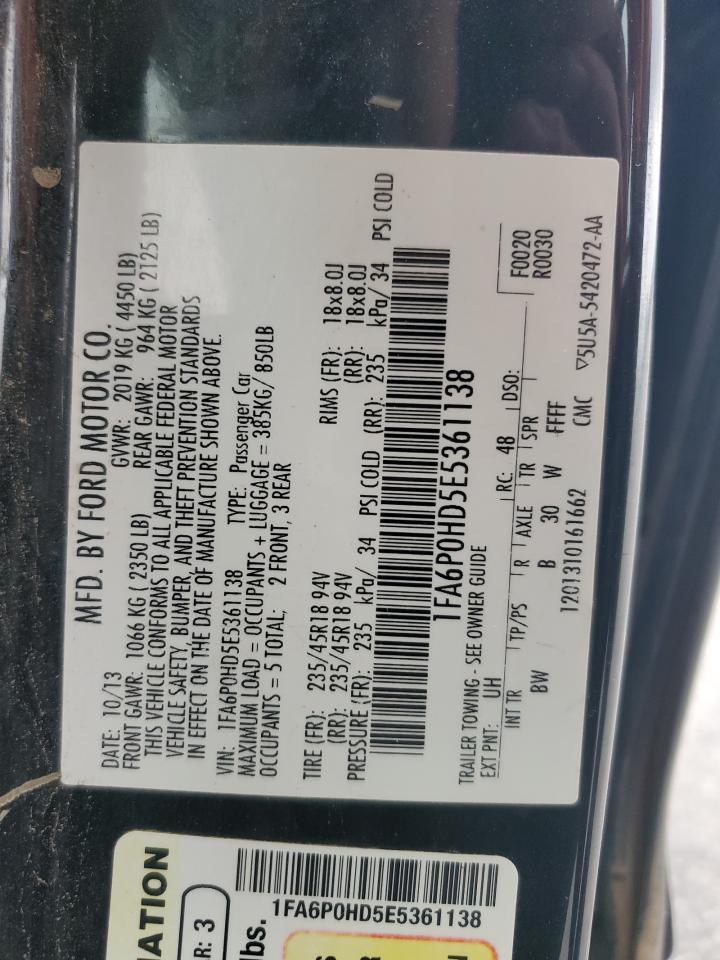 MFD. BY FORD MOTOR CO.
DATE: 10/13 GVWR: 2019 KG ( 4450 LB)
FRONT GAWR: 1066 KG ( 2350 LB) REAR GAWR: 964 KG ( 2125 LB)
THIS VEHICLE CONFORMS TO ALL APPLICABLE FEDERAL MOTOR
VEHICLE SAFETY, BUMPER, AND THEFT PREVENTION STANDARDS
IN EFFECT ON THE DATE OF MANUFACTURE SHOWN ABOVE.
VIN: 1FA6P0HD5E5361138 TYPE: Passenger Car
MAXIMUM LOAD = OCCUPANTS + LUGGAGE = 385KG/ 850LB
OCCUPANTS = 5 TOTAL; 2 FRONT, 3 REAR
TIRE (FR): 235/45R18 94V RIMS (FR): 18x8.0J
(RR): 235/45R18 94V (RR): 18x8.0J
PRESSURE (FR): 235 kPa/ 34 PSI COLD (RR): 235 kPa/ 34 PSI COLD
1FA6P0HD5E5361138
TRAILER TOWING - SEE OWNER GUIDE
EXT PNT: UH RC: 48 DSO: F0020
R0030
INT TR TP/PS R AXLE TR SPR
BW B 30 W FFFF
1201310161662 CMC ▽5U5A-5420472-AA
MATION
R: 3
lbs.
1FA6P0HD5E5361138